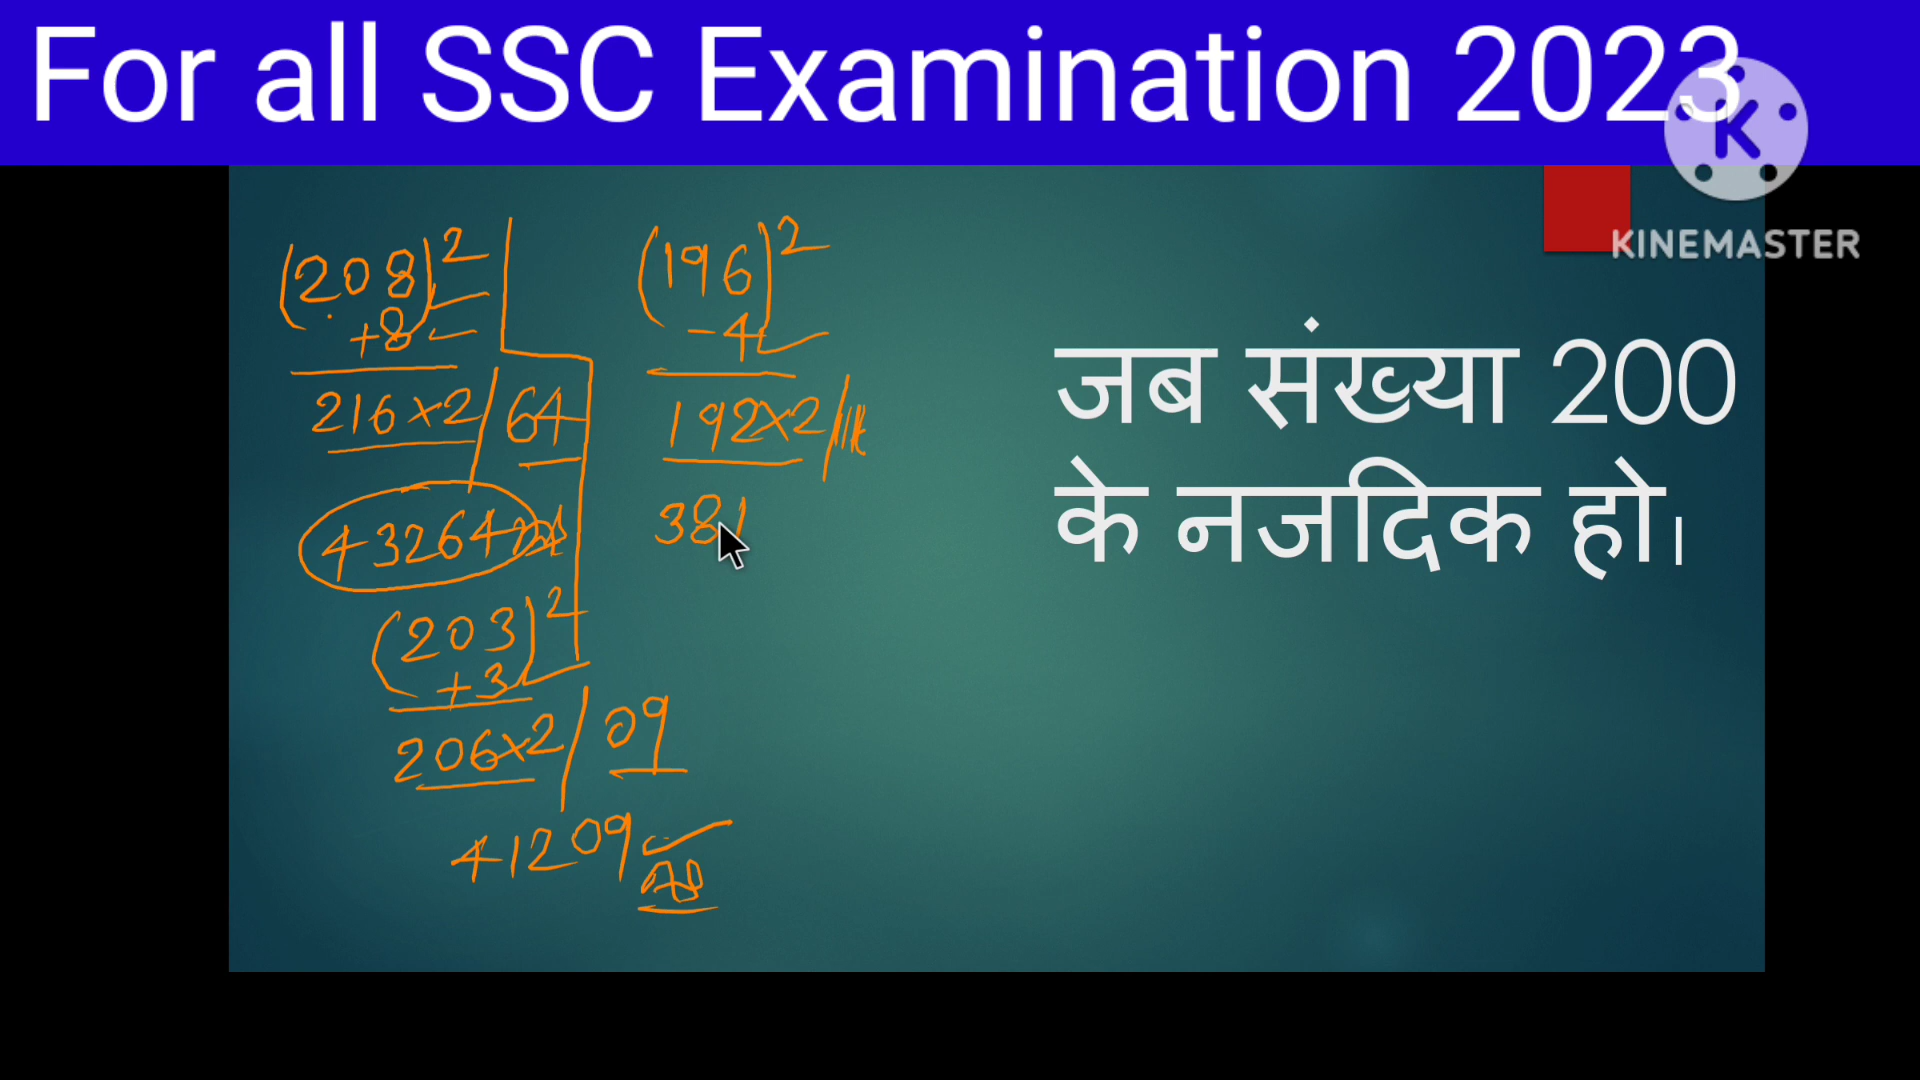 For all SSC Examination 2023
K
KINEMASTER
(208)²
+8
216×2/64
43264
(203)²
+3
206×2/09
41209
(196)²
-4
192×2/
381
जब संख्या 200
के नजदिक हो।